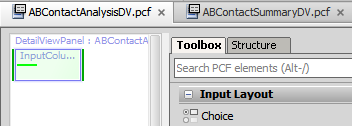 ABContactAnalysisDV.pcf
ABContactSummaryDV.pcf
DetailViewPanel : ABContactA
InputColu...
Toolbox
Structure
Search PCF elements (Alt-/)
Input Layout
Choice